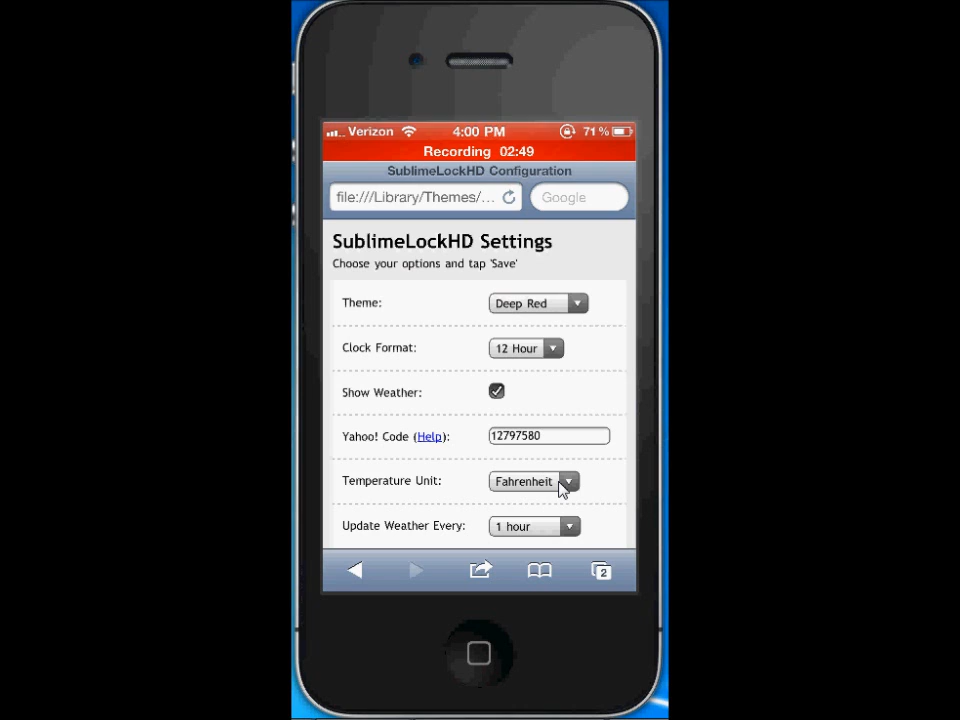 Verizon 4:00 PM 71%
Recording 02:49
SublimeLockHD Configuration
file:///Library/Themes/... Google
SublimeLockHD Settings
Choose your options and tap 'Save'
Theme: Deep Red
Clock Format: 12 Hour
Show Weather:
Yahoo! Code (Help): 12797580
Temperature Unit: Fahrenheit
Update Weather Every: 1 hour
2